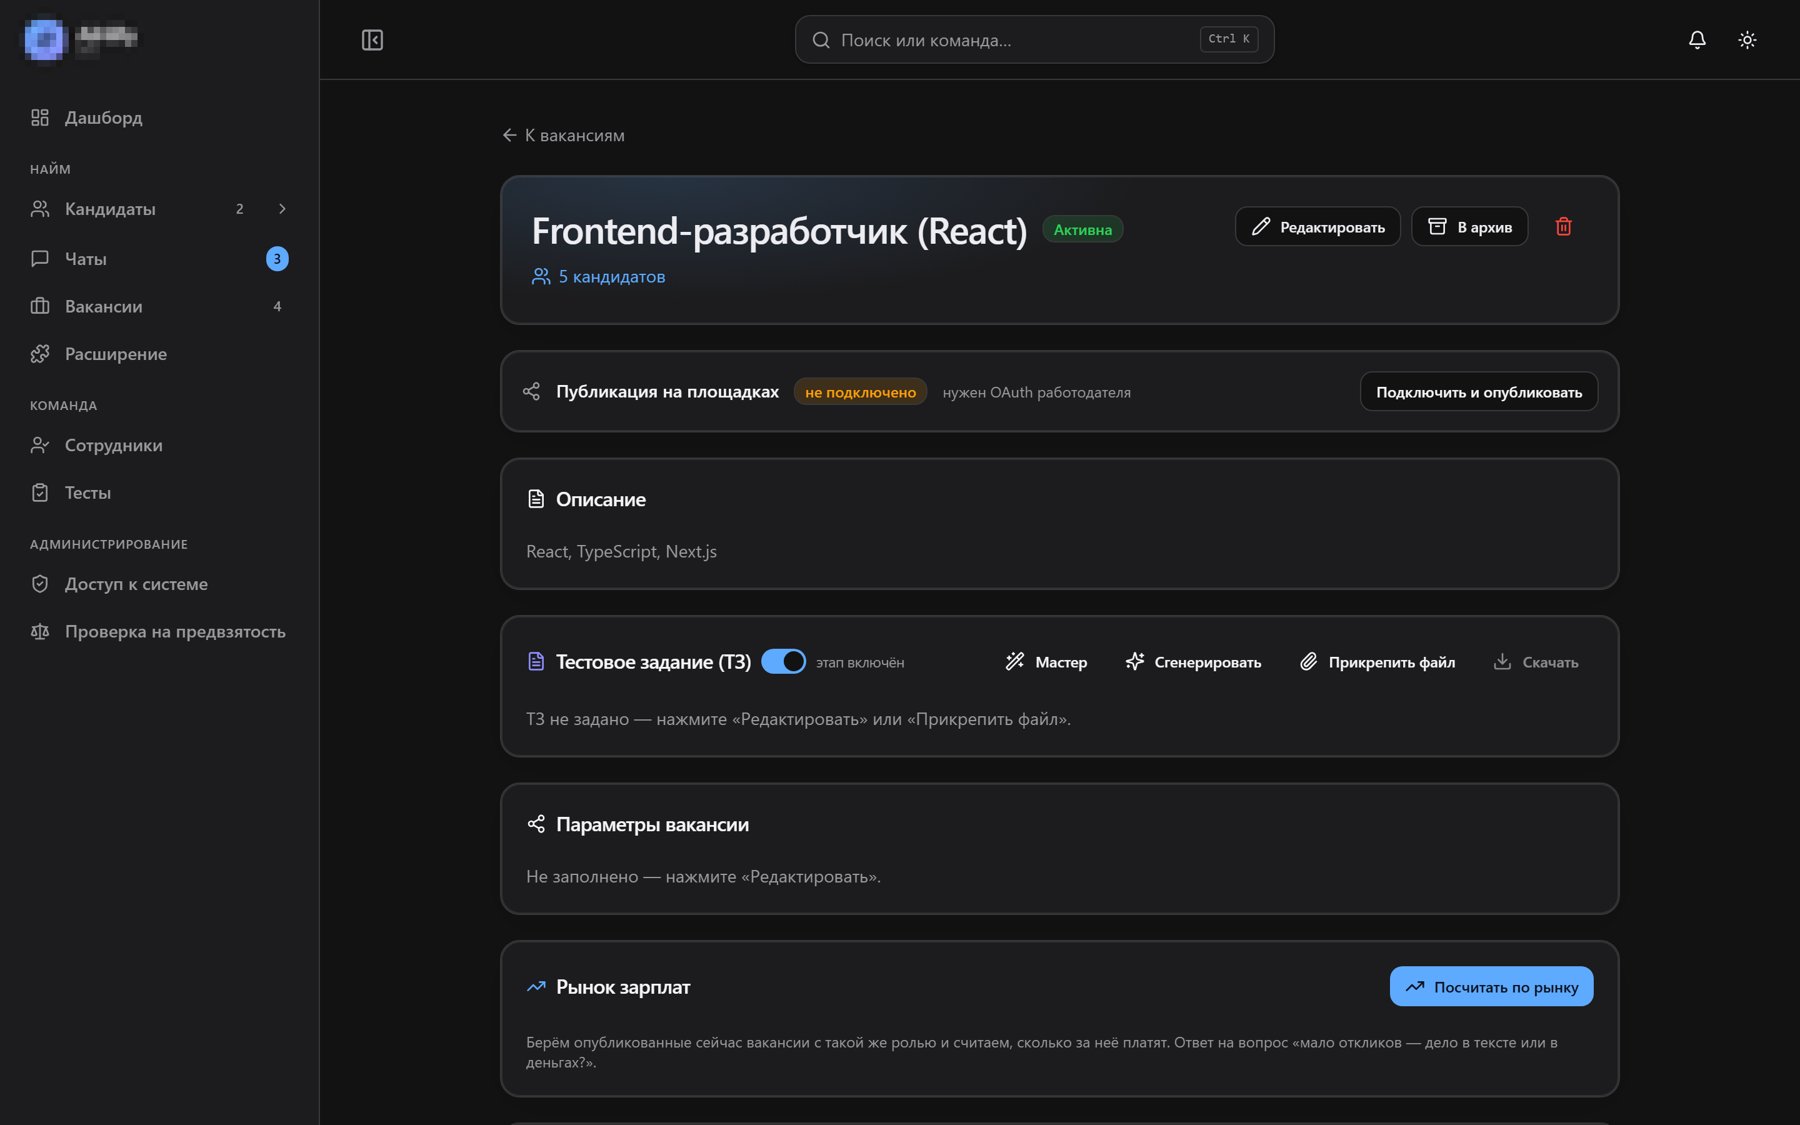 Поиск или команда...
Ctrl K
Дашборд
НАЙМ
Кандидаты
2
Чаты
3
Вакансии
4
Расширение
КОМАНДА
Сотрудники
Тесты
АДМИНИСТРИРОВАНИЕ
Доступ к системе
Проверка на предвзятость
К вакансиям
Frontend-разработчик (React)
Активна
Редактировать
В архив
5 кандидатов
Публикация на площадках
не подключено
нужен OAuth работодателя
Подключить и опубликовать
Описание
React, TypeScript, Next.js
Тестовое задание (ТЗ)
этап включён
Мастер
Сгенерировать
Прикрепить файл
Скачать
ТЗ не задано — нажмите «Редактировать» или «Прикрепить файл».
Параметры вакансии
Не заполнено — нажмите «Редактировать».
Рынок зарплат
Посчитать по рынку
Берём опубликованные сейчас вакансии с такой же ролью и считаем, сколько за неё платят. Ответ на вопрос «мало откликов — дело в тексте или в
деньгах?».